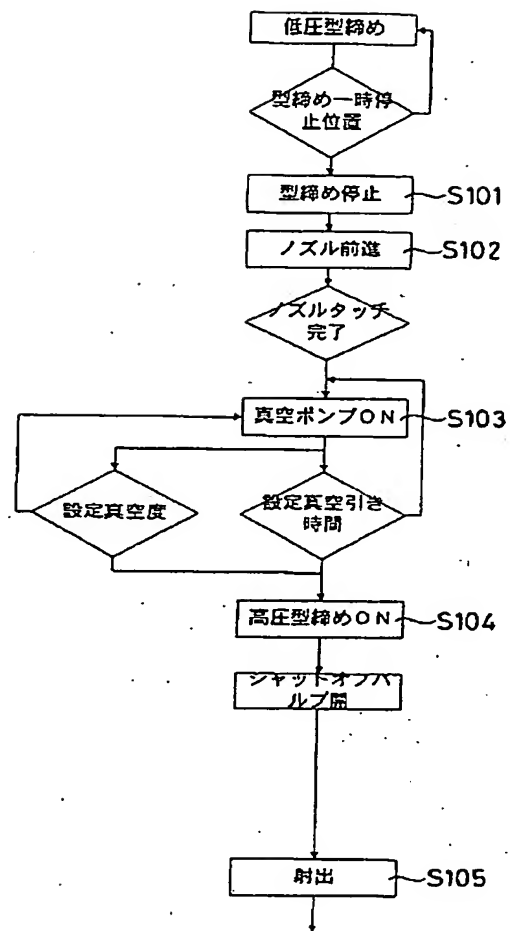 低圧型締め
型締め一時停
止位置
型締め停止
S101
ノズル前進
S102
ノズルタッチ
完了
真空ポンプON
S103
設定真空度
設定真空引き
時間
高圧型締めON
S104
シャットオフバ
ルブ開
射出
S105